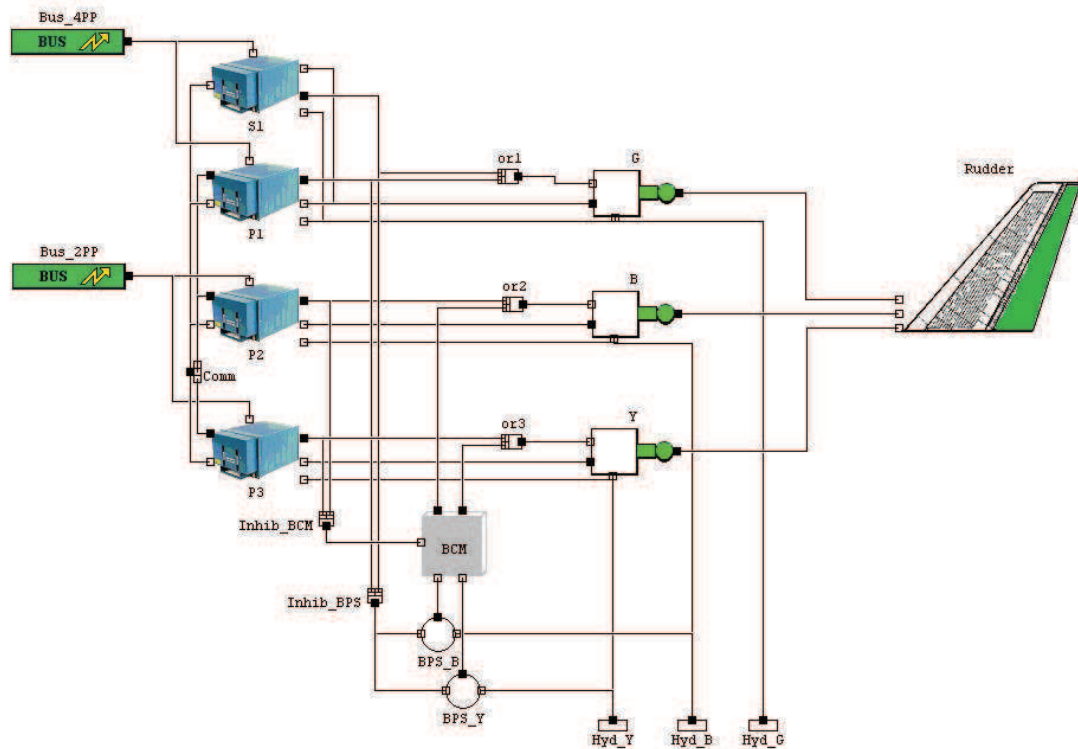 Bus_4PP
BUS
S1
or1
G
Rudder
P1
Bus_2PP
BUS
or2
B
P2
Comm
or3
Y
P3
Inhib_BCM
BCM
Inhib_BPS
BPS_B
BPS_Y
Hyd_Y
Hyd_B
Hyd_G